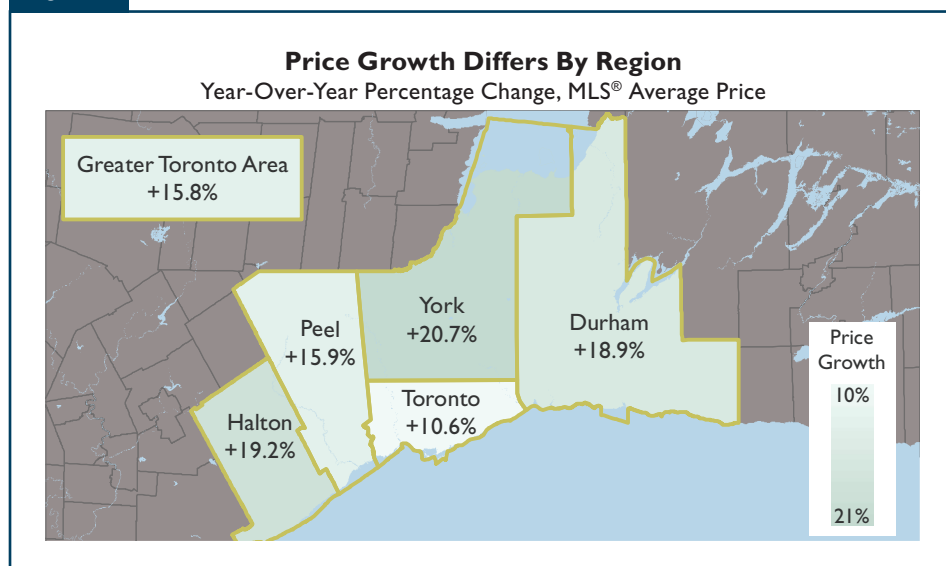 Price Growth Differs By Region
Year-Over-Year Percentage Change, MLS® Average Price
Greater Toronto Area
+15.8%
York
+20.7%
Peel
+15.9%
Durham
+18.9%
Toronto
+10.6%
Halton
+19.2%
Price
Growth
10%
21%